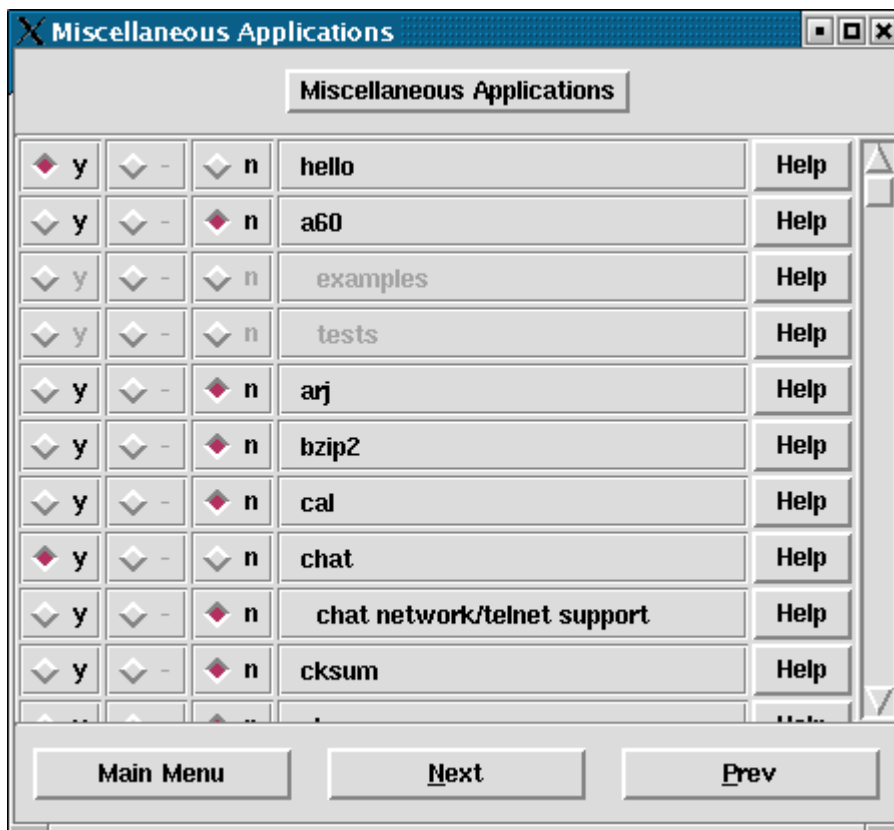 Miscellaneous Applications
Miscellaneous Applications
y - n hello Help
y - n a60 Help
y - n examples Help
y - n tests Help
y - n arj Help
y - n bzip2 Help
y - n cal Help
y - n chat Help
y - n chat network/telnet support Help
y - n cksum Help
Main Menu Next Prev